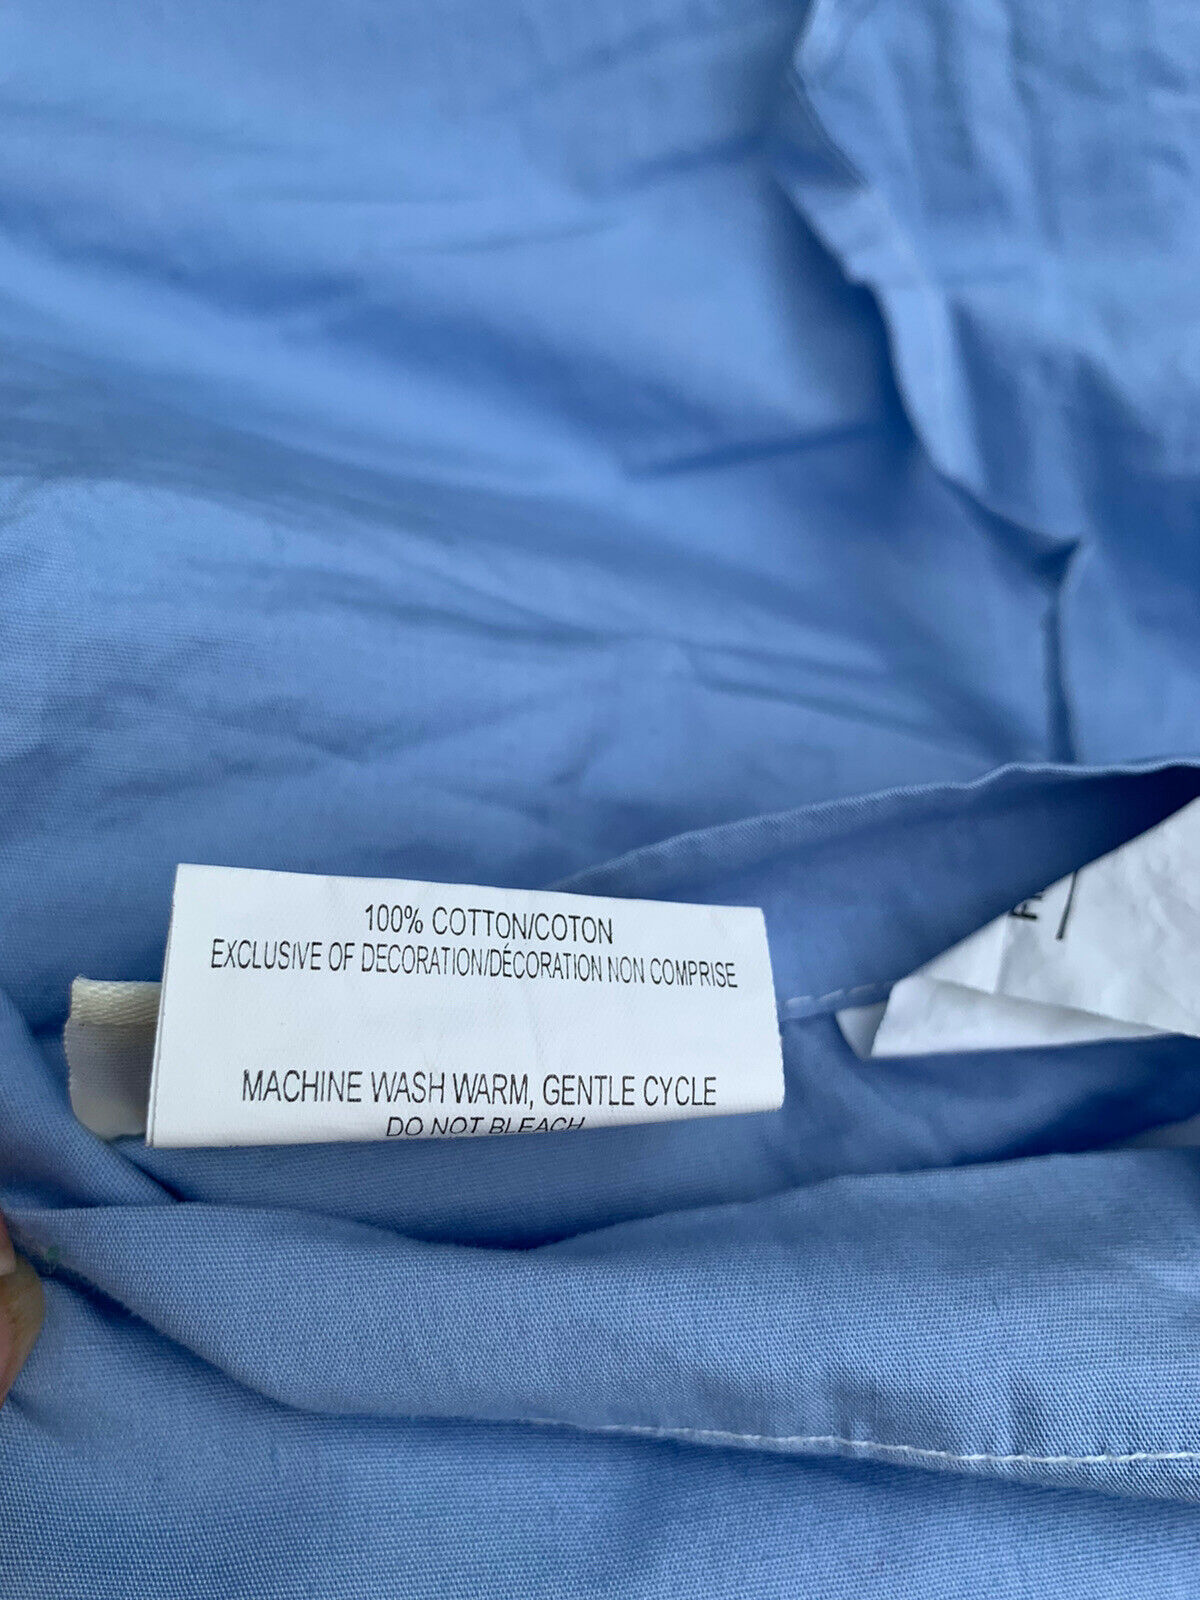 100% COTTON/COTON
EXCLUSIVE OF DECORATION/DÉCORATION NON COMPRISE
MACHINE WASH WARM, GENTLE CYCLE
DO NOT BLEACH